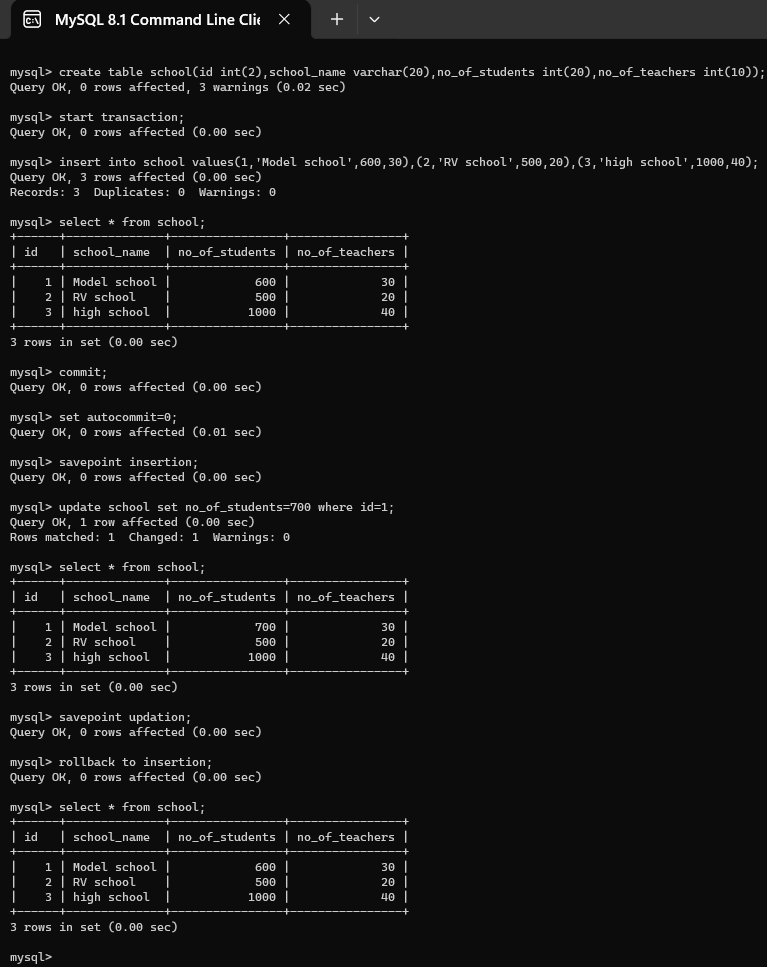 MySQL 8.1 Command Line Clie
mysql> create table school(id int(2),school_name varchar(20),no_of_students int(20),no_of_teachers int(10));
Query OK, 0 rows affected, 3 warnings (0.02 sec)
mysql> start transaction;
Query OK, 0 rows affected (0.00 sec)
mysql> insert into school values(1,'Model school',600,30),(2,'RV school',500,20),(3,'high school',1000,40);
Query OK, 3 rows affected (0.00 sec)
Records: 3  Duplicates: 0  Warnings: 0
mysql> select * from school;
+------+--------------+----------------+----------------+
| id   | school_name  | no_of_students | no_of_teachers |
+------+--------------+----------------+----------------+
|    1 | Model school |            600 |             30 |
|    2 | RV school    |            500 |             20 |
|    3 | high school  |           1000 |             40 |
+------+--------------+----------------+----------------+
3 rows in set (0.00 sec)
mysql> commit;
Query OK, 0 rows affected (0.00 sec)
mysql> set autocommit=0;
Query OK, 0 rows affected (0.01 sec)
mysql> savepoint insertion;
Query OK, 0 rows affected (0.00 sec)
mysql> update school set no_of_students=700 where id=1;
Query OK, 1 row affected (0.00 sec)
Rows matched: 1  Changed: 1  Warnings: 0
mysql> select * from school;
+------+--------------+----------------+----------------+
| id   | school_name  | no_of_students | no_of_teachers |
+------+--------------+----------------+----------------+
|    1 | Model school |            700 |             30 |
|    2 | RV school    |            500 |             20 |
|    3 | high school  |           1000 |             40 |
+------+--------------+----------------+----------------+
3 rows in set (0.00 sec)
mysql> savepoint updation;
Query OK, 0 rows affected (0.00 sec)
mysql> rollback to insertion;
Query OK, 0 rows affected (0.00 sec)
mysql> select * from school;
+------+--------------+----------------+----------------+
| id   | school_name  | no_of_students | no_of_teachers |
+------+--------------+----------------+----------------+
|    1 | Model school |            600 |             30 |
|    2 | RV school    |            500 |             20 |
|    3 | high school  |           1000 |             40 |
+------+--------------+----------------+----------------+
3 rows in set (0.00 sec)
mysql>